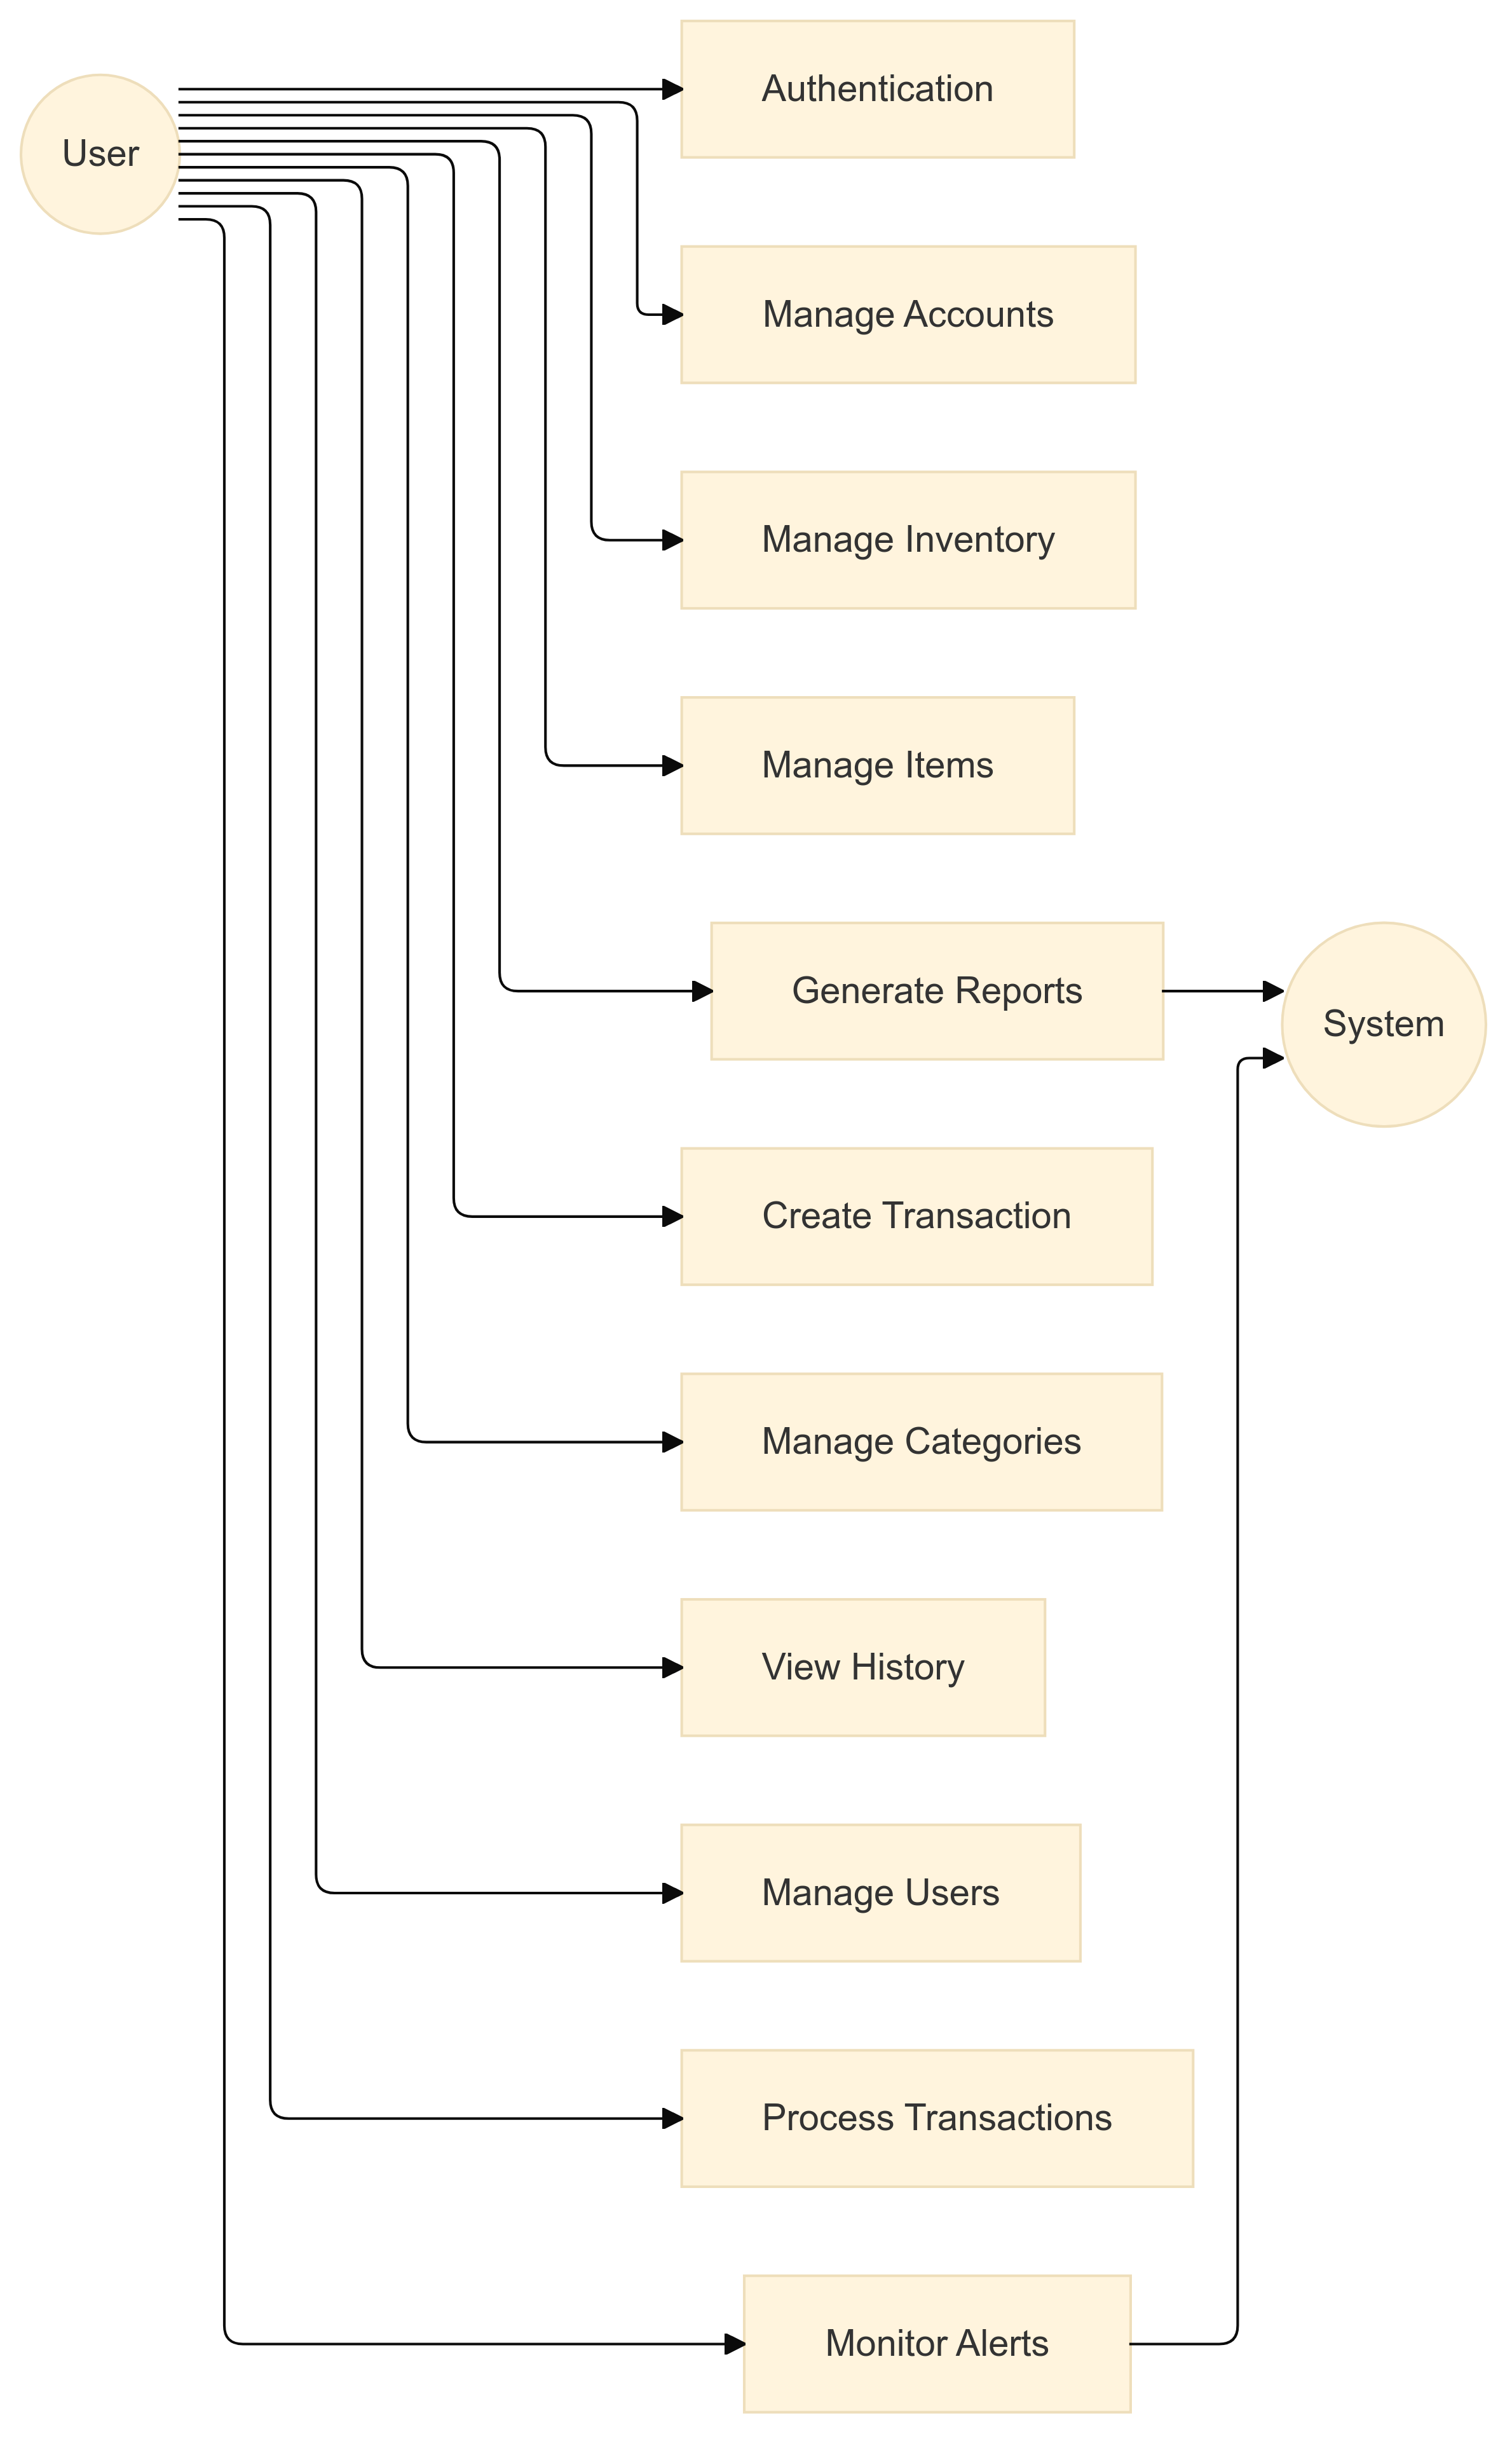 Authentication
User
Manage Accounts
Manage Inventory
Manage Items
Generate Reports
System
Create Transaction
Manage Categories
View History
Manage Users
Process Transactions
Monitor Alerts